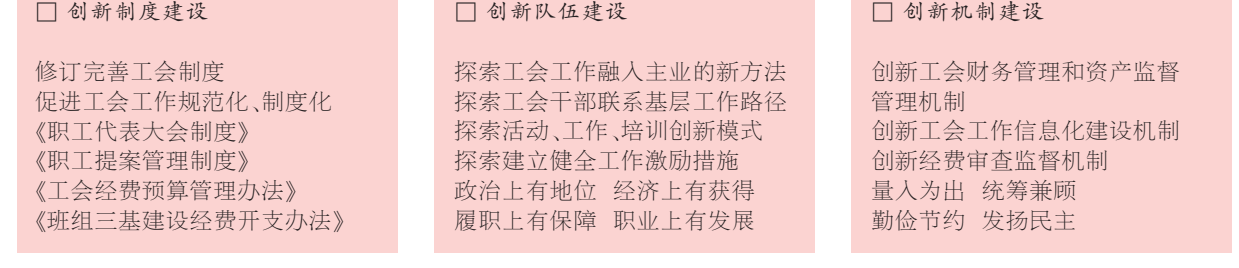 □ 创新制度建设
修订完善工会制度
促进工会工作规范化、制度化
《职工代表大会制度》
《职工提案管理制度》
《工会经费预算管理办法》
《班组三基建设经费开支办法》
□ 创新队伍建设
探索工会工作融入主业的新方法
探索工会干部联系基层工作路径
探索活动、工作、培训创新模式
探索建立健全工作激励措施
政治上有地位 经济上有获得
履职上有保障 职业上有发展
□ 创新机制建设
创新工会财务管理和资产监督
管理机制
创新工会工作信息化建设机制
创新经费审查监督机制
量入为出 统筹兼顾
勤俭节约 发扬民主